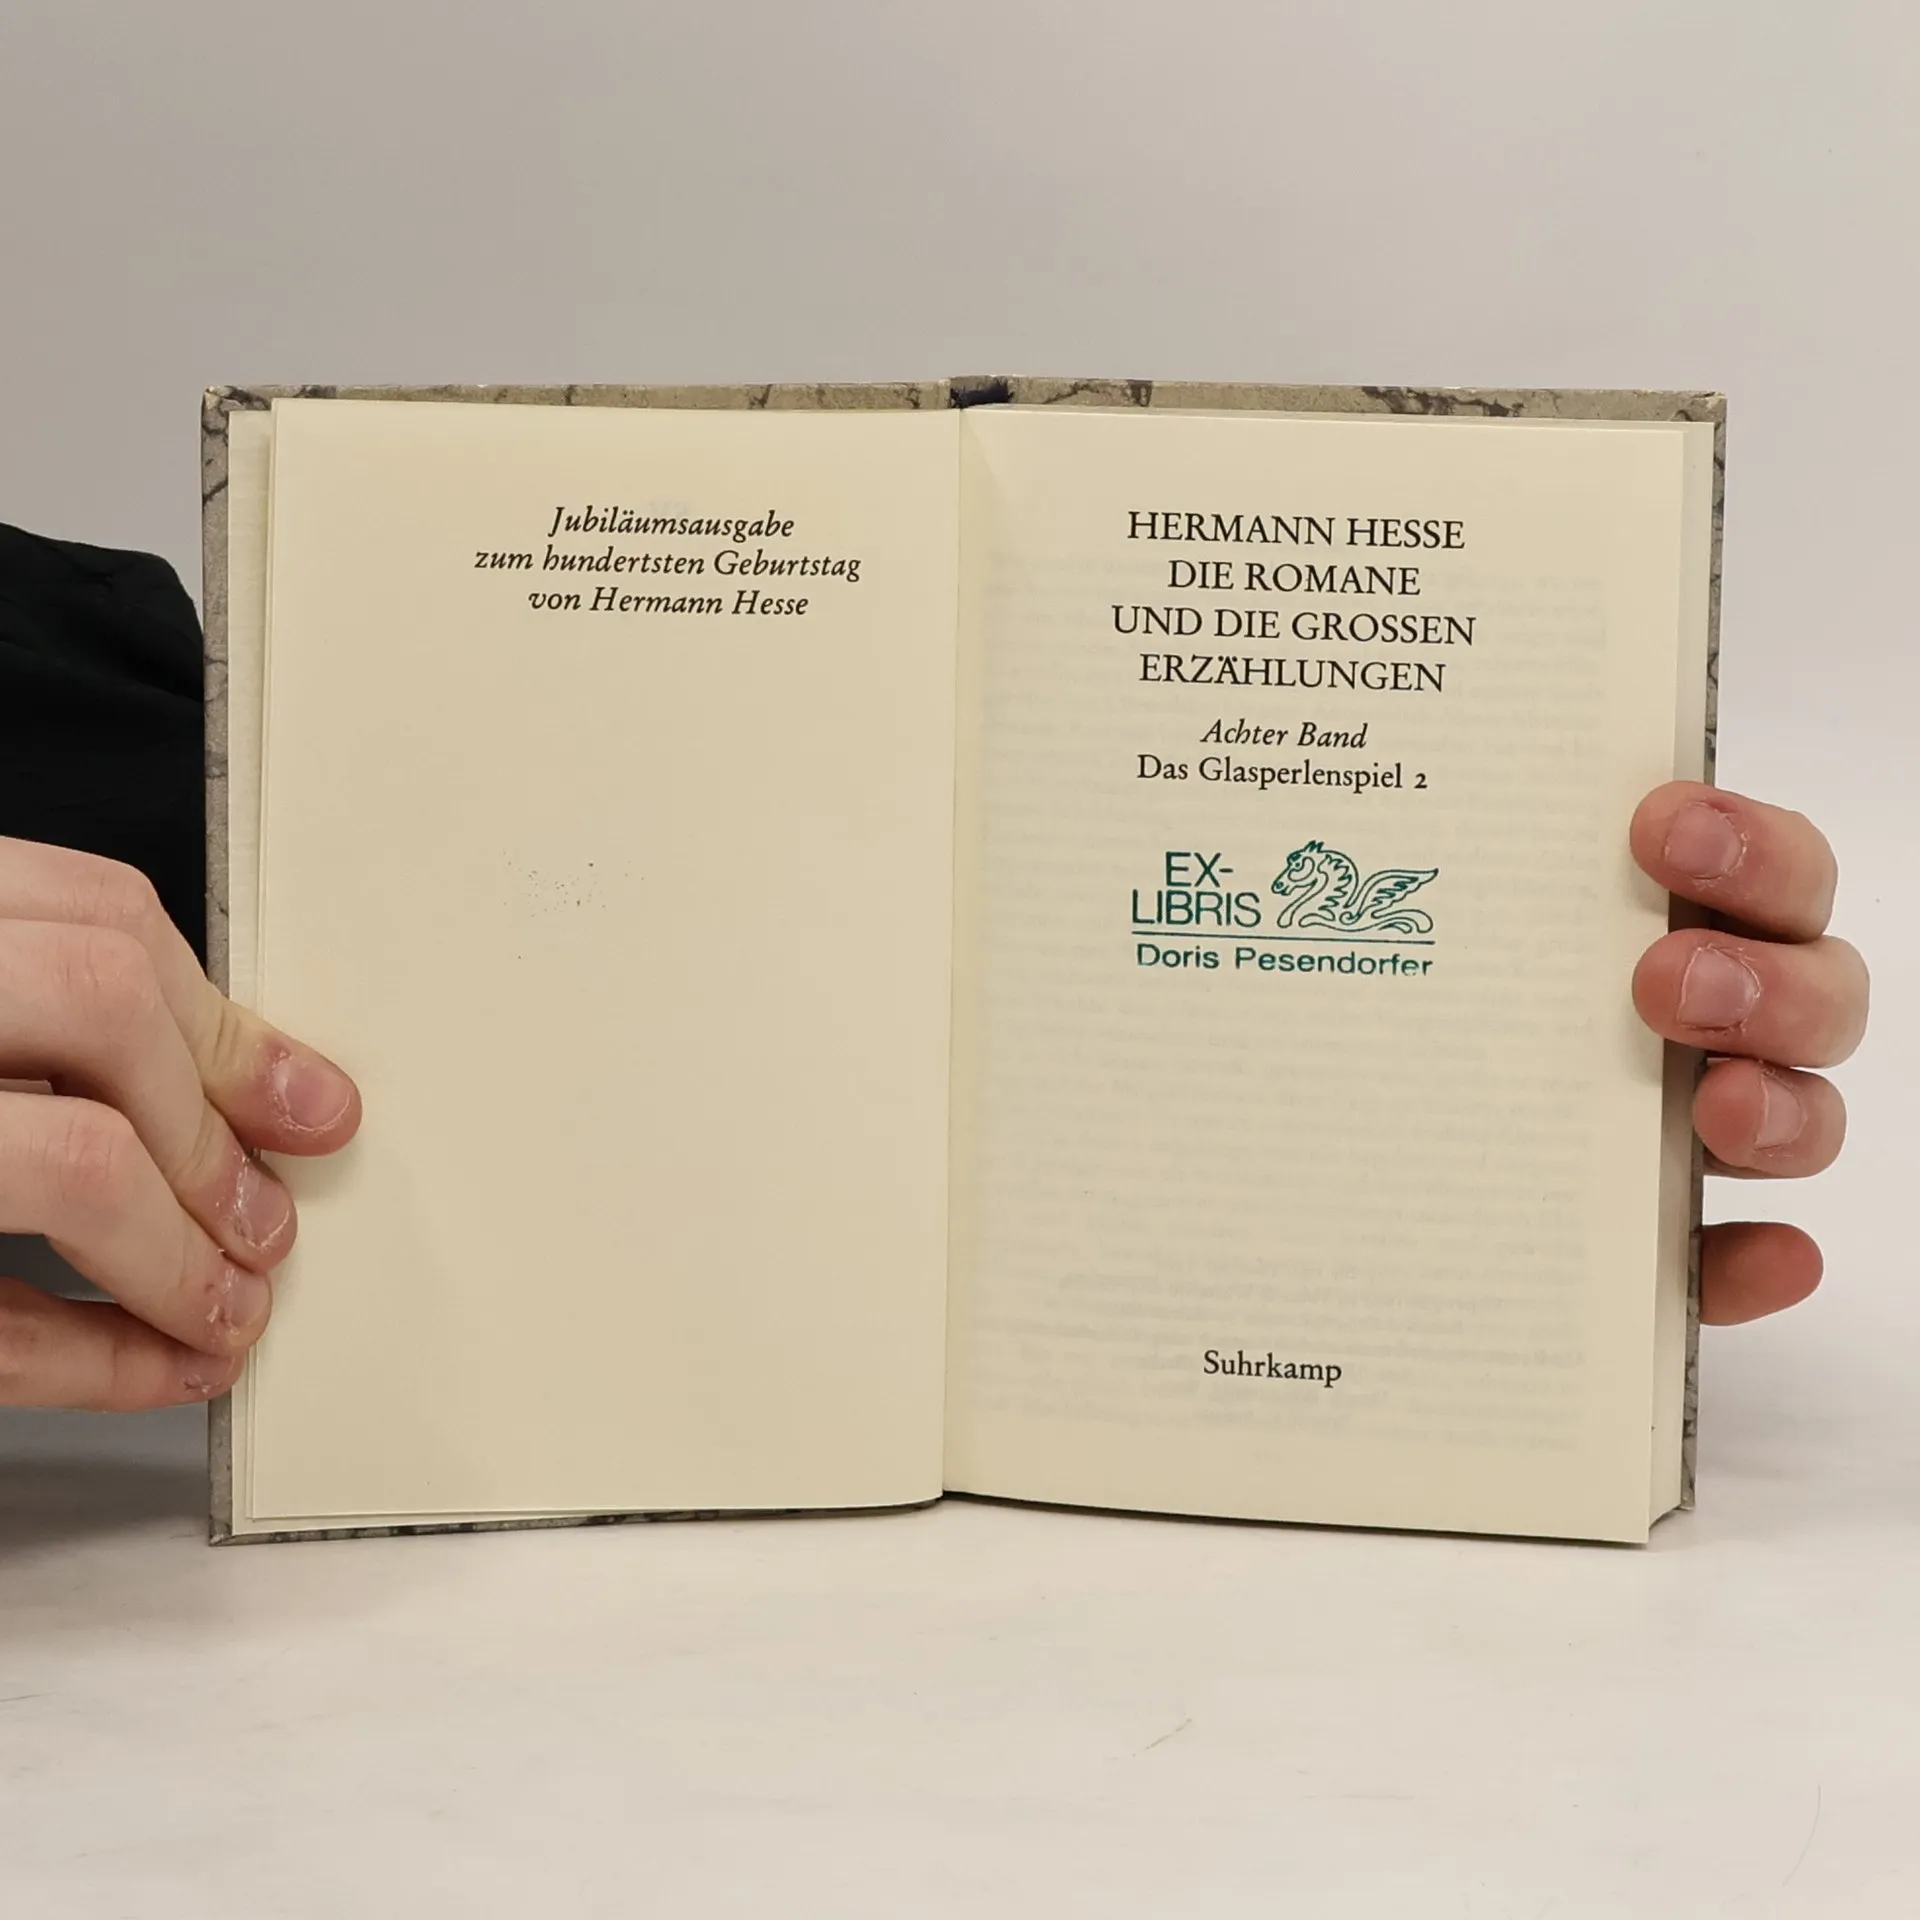 Jubiläumsausgabe
zum hundertsten Geburtstag
von Hermann Hesse
HERMANN HESSE
DIE ROMANE
UND DIE GROSSEN
ERZÄHLUNGEN
Achter Band
Das Glasperlenspiel 2
EX-
LIBRIS
Doris Pesendorfer
Suhrkamp